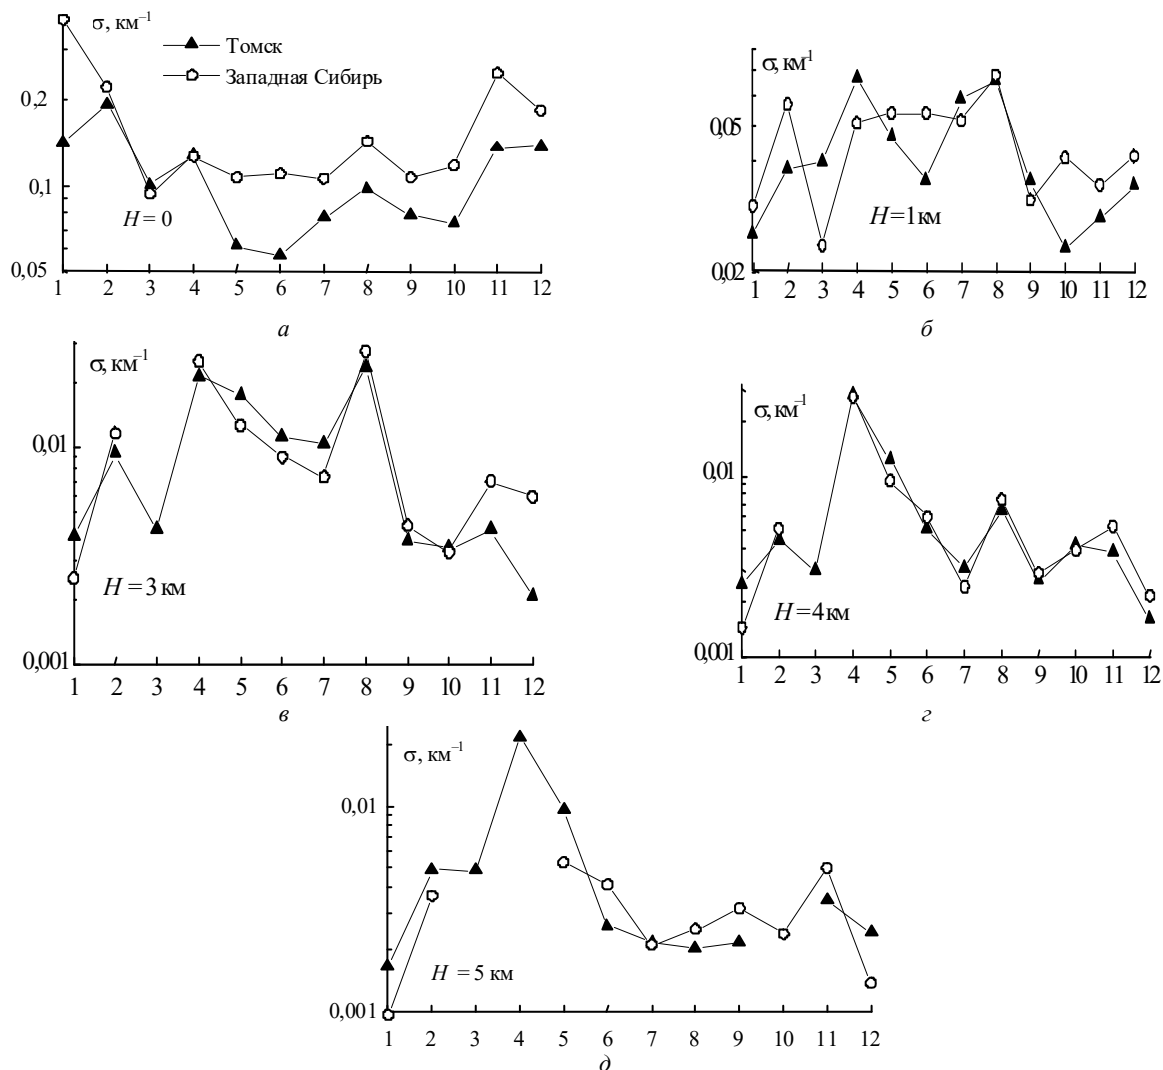 σ, км⁻¹
Томск
Западная Сибирь
0,2
0,1
H = 0
0,05
1 2 3 4 5 6 7 8 9 10 11 12
а
σ, км⁻¹
0,05
H = 1 км
0,02
1 2 3 4 5 6 7 8 9 10 11 12
б
σ, км⁻¹
0,01
H = 3 км
0,001
1 2 3 4 5 6 7 8 9 10 11 12
в
σ, км⁻¹
0,01
H = 4 км
0,001
1 2 3 4 5 6 7 8 9 10 11 12
г
σ, км⁻¹
0,01
H = 5 км
0,001
1 2 3 4 5 6 7 8 9 10 11 12
д